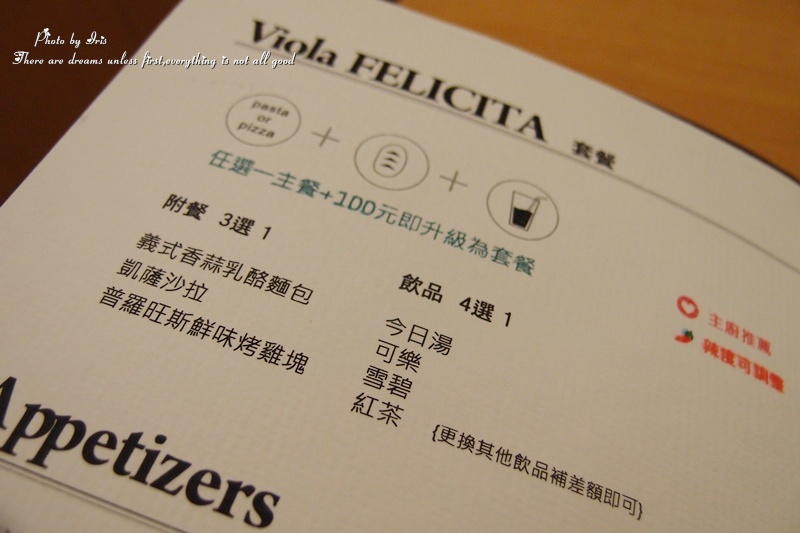 Photo by Iris
There are dreams unless first,everything is not all good
Viola FELICITA 套餐
pasta
or
pizza
+
+
任選一主餐+100元即升級為套餐
附餐 3選1
義式香蒜乳酪麵包
凱薩沙拉
普羅旺斯鮮味烤雞塊
飲品 4選1
今日湯
可樂
雪碧
紅茶
{更換其他飲品補差額即可}
主廚推薦
辣度可調整
Appetizers